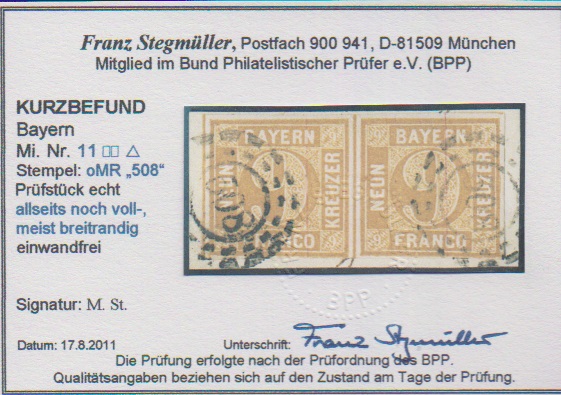 Franz Stegmüller, Postfach 900 941, D-81509 München
Mitglied im Bund Philatelistischer Prüfer e.V. (BPP)
KURZBEFUND
Bayern
Mi. Nr. 11 □□ △
Stempel: oMR „508“
Prüfstück echt
allseits noch voll-,
meist breitrandig
einwandfrei
BAYERN
NEUN
KREUZER
NCO
BAYERN
NEUN
KREUZER
FRANCO
BPP
Signatur: M. St.
Datum: 17.8.2011
Unterschrift: Franz Stegmüller
Die Prüfung erfolgte nach der Prüfordnung des BPP.
Qualitätsangaben beziehen sich auf den Zustand am Tage der Prüfung.